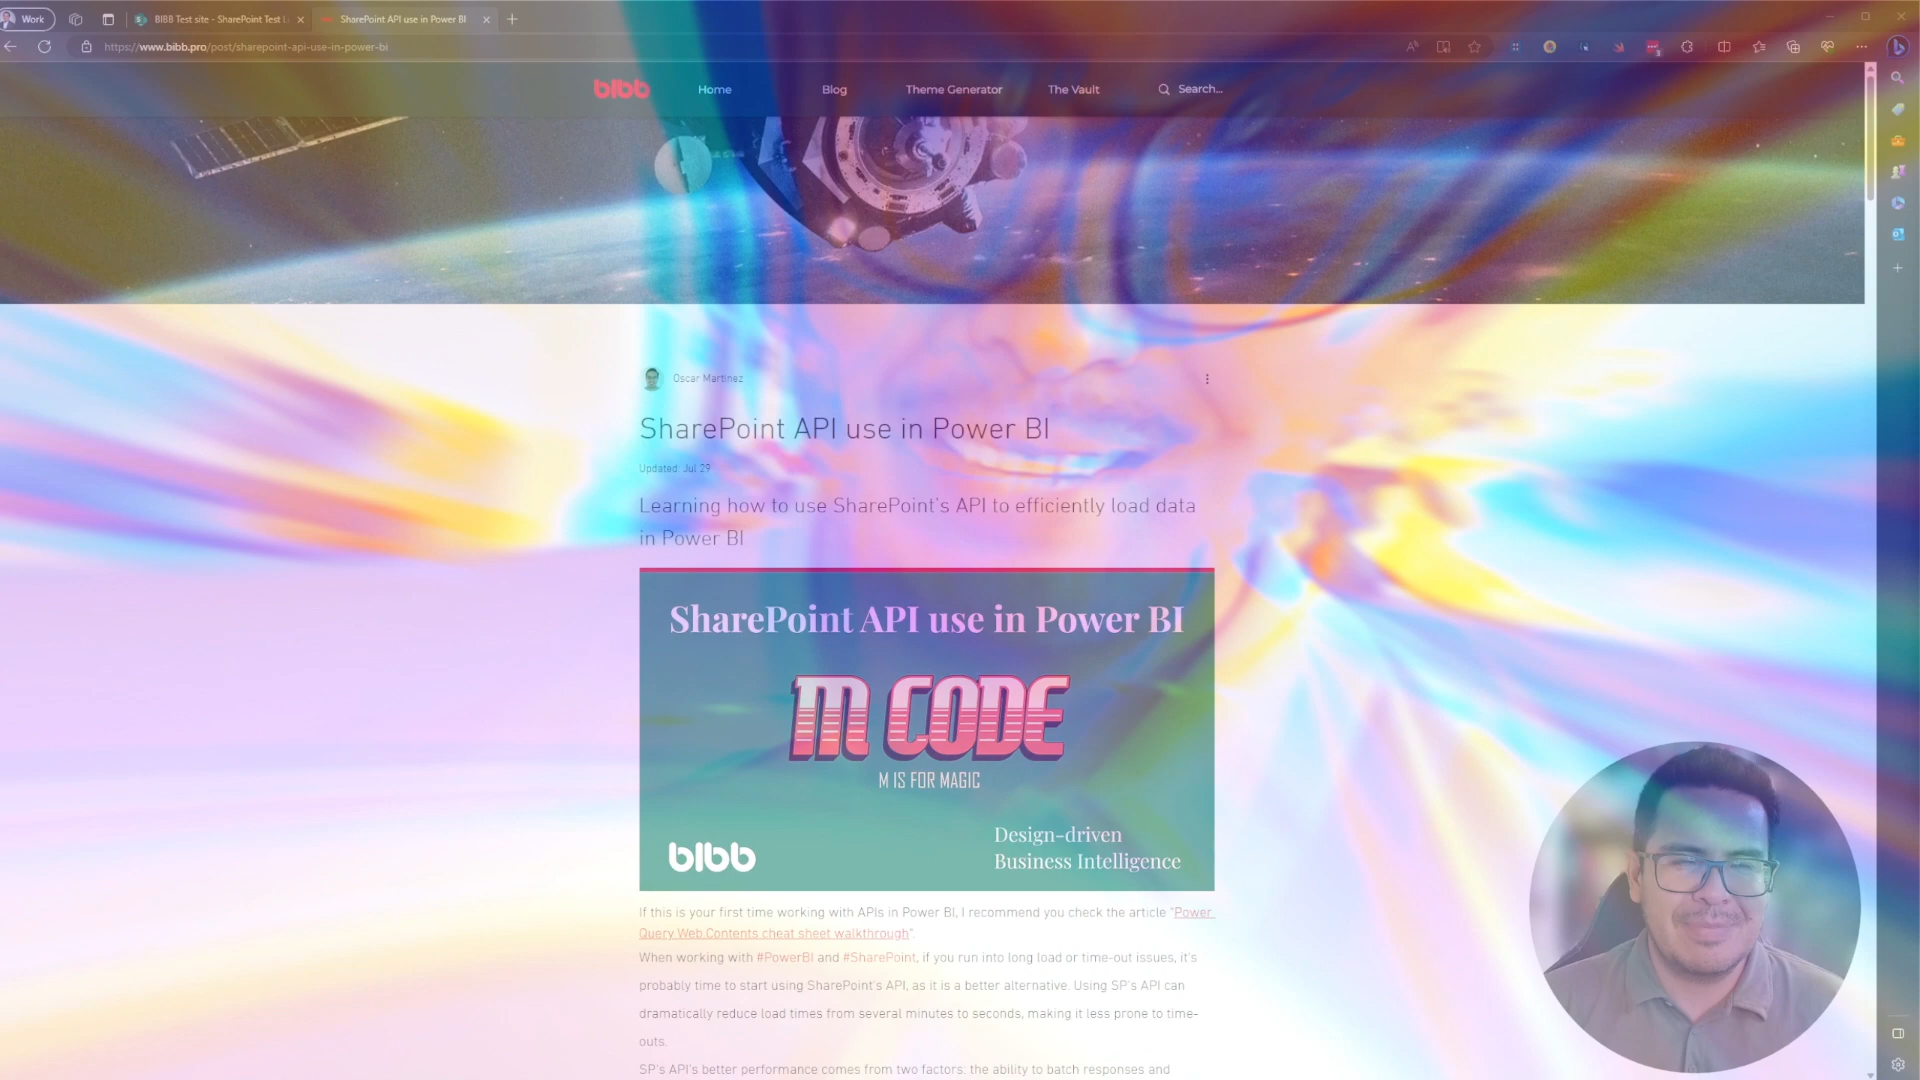 Work
BIBB Test site - SharePoint Test L
SharePoint API use in Power BI
https://www.bibb.pro/post/sharepoint-api-use-in-power-bi
bibb
Home
Blog
Theme Generator
The Vault
Search...
Oscar Martinez
SharePoint API use in Power BI
Updated: Jul 29
Learning how to use SharePoint's API to efficiently load data
in Power BI
SharePoint API use in Power BI
M CODE
M IS FOR MAGIC
bibb
Design-driven
Business Intelligence
If this is your first time working with APIs in Power BI, I recommend you check the article "Power
Query Web.Contents cheat sheet walkthrough".
When working with #PowerBI and #SharePoint, if you run into long load or time-out issues, it's
probably time to start using SharePoint's API, as it is a better alternative. Using SP's API can
dramatically reduce load times from several minutes to seconds, making it less prone to time-
outs.
SP's API's better performance comes from two factors: the ability to batch responses and